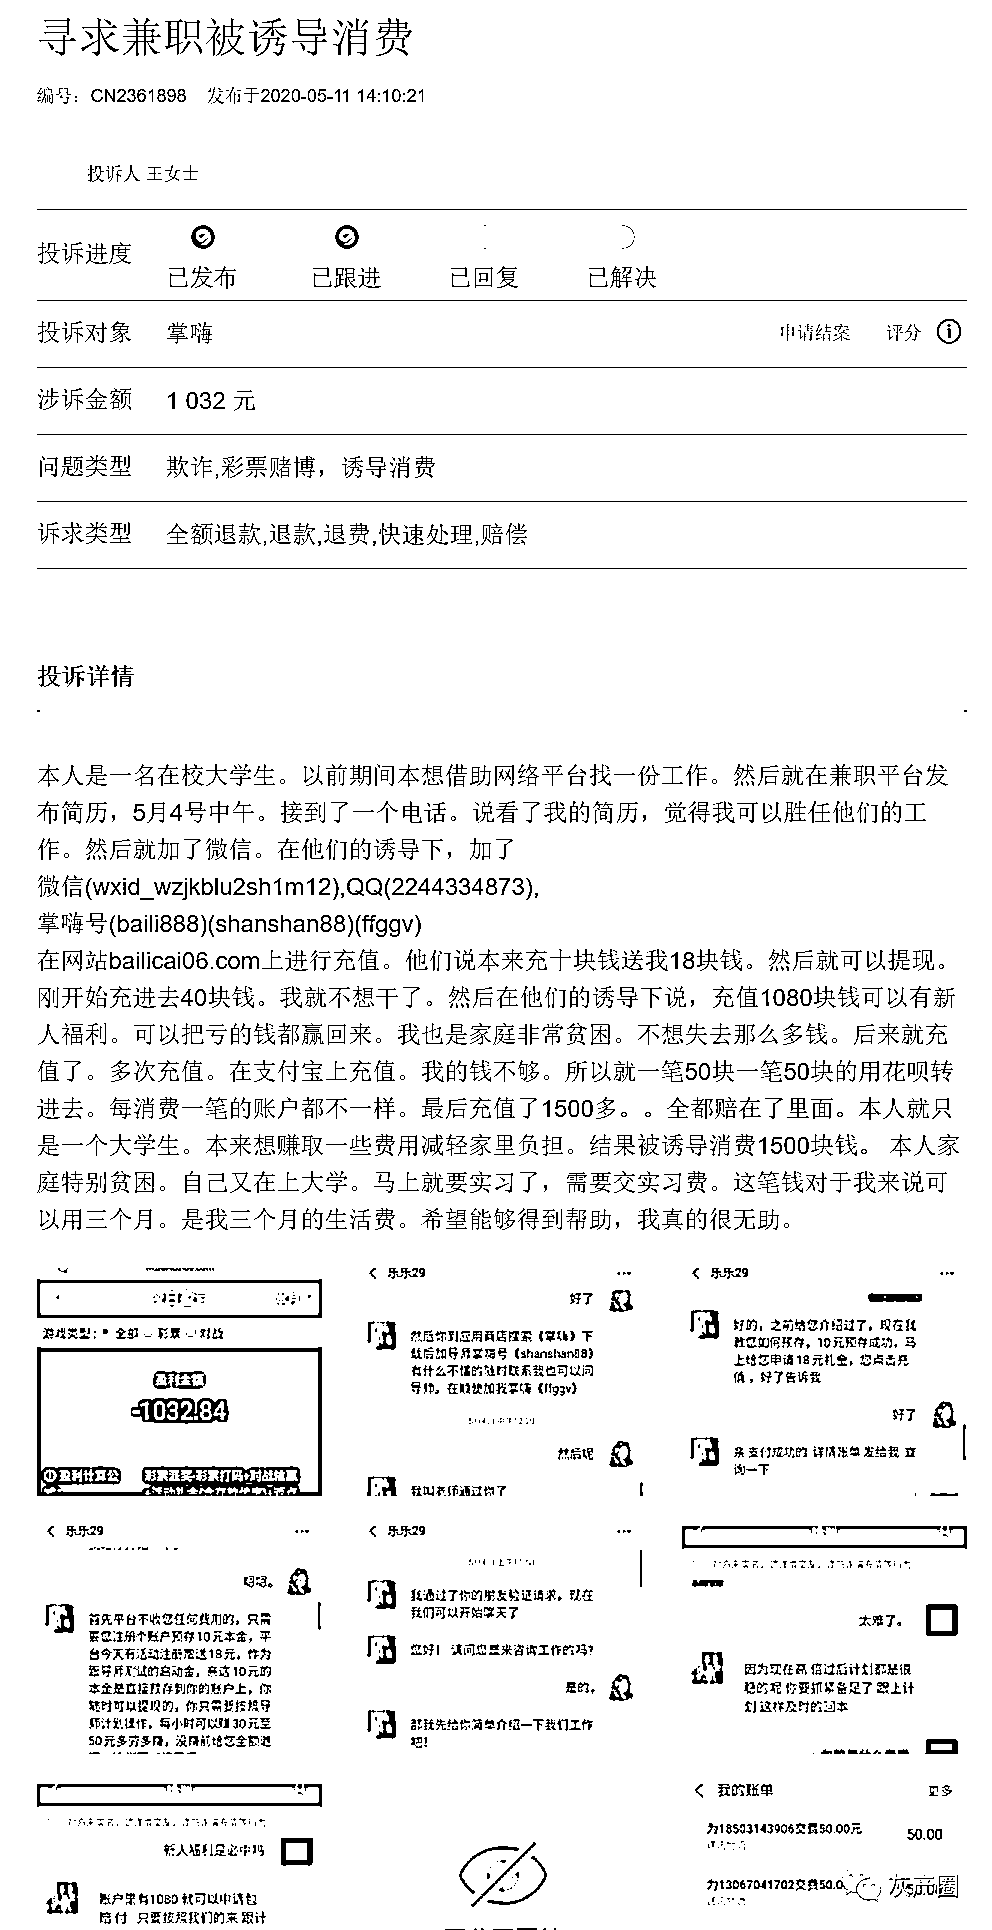 寻求兼职被诱导消费
编号：CN2361898 发布于2020-05-11 14:10:21
投诉人 王女士
投诉进度
已发布 已跟进 已回复 已解决
投诉对象 掌嗨 申请结案 评分
涉诉金额 1 032 元
问题类型 欺诈,彩票赌博，诱导消费
诉求类型 全额退款,退款,退费,快速处理,赔偿
投诉详情
本人是一名在校大学生。以前期间本想借助网络平台找一份工作。然后就在兼职平台发
布简历，5月4号中午。接到了一个电话。说看了我的简历，觉得我可以胜任他们的工
作。然后就加了微信。在他们的诱导下，加了
微信(wxid_wzjkblu2sh1m12),QQ(2244334873),
掌嗨号(baili888)(shanshan88)(ffggv)
在网站bailicai06.com上进行充值。他们说本来充十块钱送我18块钱。然后就可以提现。
刚开始充进去40块钱。我就不想干了。然后在他们的诱导下说，充值1080块钱可以有新
人福利。可以把亏的钱都赢回来。我也是家庭非常贫困。不想失去那么多钱。后来就充
值了。多次充值。在支付宝上充值。我的钱不够。所以就一笔50块一笔50块的用花呗转
进去。每消费一笔的账户都不一样。最后充值了1500多。。全都赔在了里面。本人就只
是一个大学生。本来想赚取一些费用减轻家里负担。结果被诱导消费1500块钱。 本人家
庭特别贫困。自己又在上大学。马上就要实习了，需要交实习费。这笔钱对于我来说可
以用三个月。是我三个月的生活费。希望能够得到帮助，我真的很无助。
游戏类型： 全部 彩票 对战
盈利金额
-1032.84
乐乐29
好了
然后你到应用商店搜索《掌嗨》下
载后加导师掌嗨号《shanshan88》
有什么不懂的随时联系我也可以问
导师，在顺便加我掌嗨《ffggv》
然后呢
我叫老师通过你了
乐乐29
好的，之前给您介绍过了，现在我
教您如何预存，10元预存成功，马
上给您申请18元礼金，您点击充
值，好了告诉我
好了
亲 支付成功的 详情账单 发给我 查
询一下
乐乐29
首先平台不收您任何费用的，只需
要您注册个账户预存10元本金，平
台今天有活动注册就送18元，作为
跟导师测试的启动金，亲这10元的
本金是直接预存到你的账户上，你
随时可以提现的，你只需要按照导
师计划操作，每小时可以赚30元至
50元多劳多得，没赚前给您全额退
乐乐29
我通过了你的朋友验证请求，现在
我们可以开始聊天了
您好！ 请问您是来咨询工作的吗？
是的。
那我先给你简单介绍一下我们工作
吧！
太难了。
因为现在高 倍过后计划都是很
稳的呢 你要抓紧备足了 跟上计
划 这样及时的回本
新人福利是必中吗
账户里有1080 就可以申请包
赔付 只要按照我们的来 跟计
我的账单 更多
为18503143906交费50.00元 50.00
为13067041702交费50.0
灰产圈